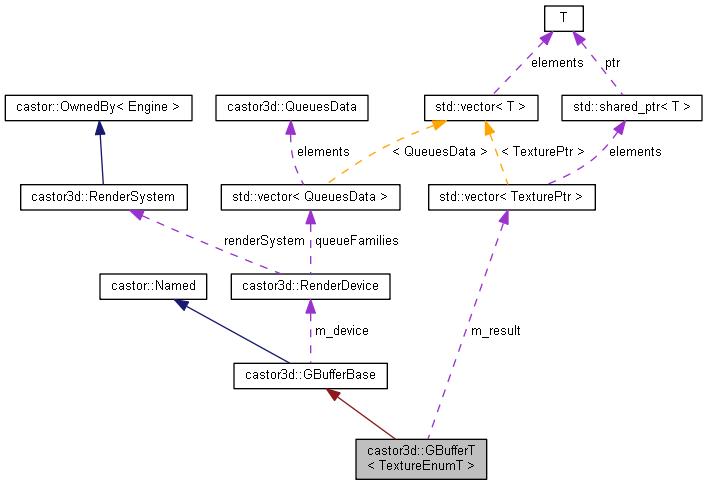 T
elements
ptr
castor::OwnedBy< Engine >
castor3d::QueuesData
std::vector< T >
std::shared_ptr< T >
elements
< QueuesData >
< TexturePtr >
elements
castor3d::RenderSystem
std::vector< QueuesData >
std::vector< TexturePtr >
renderSystem
queueFamilies
castor::Named
castor3d::RenderDevice
m_device
m_result
castor3d::GBufferBase
castor3d::GBufferT
< TextureEnumT >